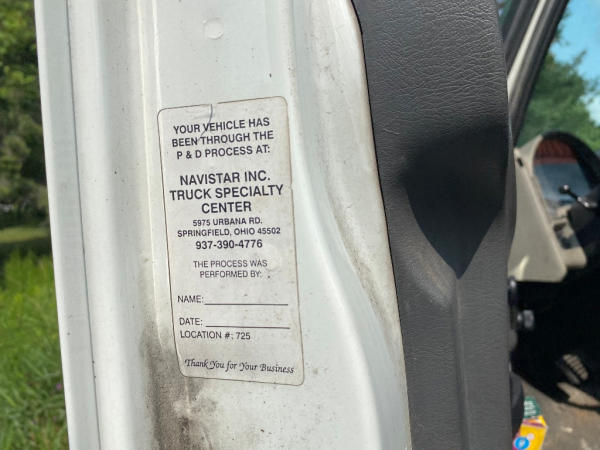 YOUR VEHICLE HAS
BEEN THROUGH THE
P & D PROCESS AT:
NAVISTAR INC.
TRUCK SPECIALTY
CENTER
5975 URBANA RD.
SPRINGFIELD, OHIO 45502
937-390-4776
THE PROCESS WAS
PERFORMED BY:
NAME:
DATE:
LOCATION #: 725
Thank You for Your Business